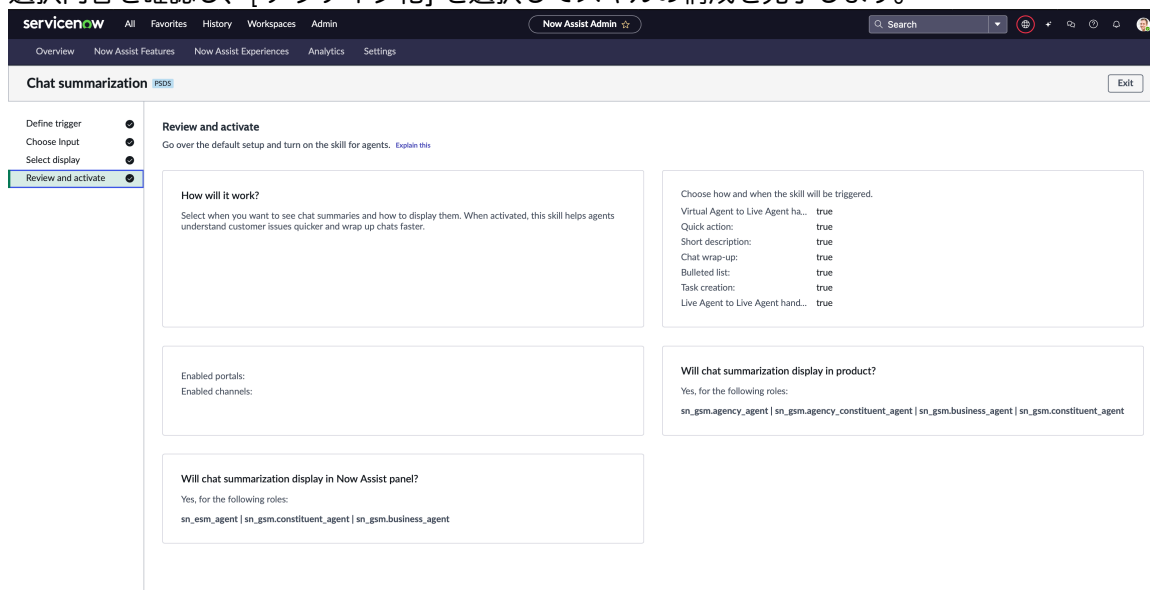 選択内容を確認し、[アクティブ化] を選択してスキルの構成を完了します。
servicenow All Favorites History Workspaces Admin Now Assist Admin ☆ Search
Overview Now Assist Features Now Assist Experiences Analytics Settings
Chat summarization PSDS Exit
Define trigger
Choose Input
Select display
Review and activate
Review and activate
Go over the default setup and turn on the skill for agents. Explain this
How will it work?
Select when you want to see chat summaries and how to display them. When activated, this skill helps agents
understand customer issues quicker and wrap up chats faster.
Choose how and when the skill will be triggered.
Virtual Agent to Live Agent ha... true
Quick action: true
Short description: true
Chat wrap-up: true
Bulleted list: true
Task creation: true
Live Agent to Live Agent hand... true
Enabled portals:
Enabled channels:
Will chat summarization display in product?
Yes, for the following roles:
sn_gsm.agency_agent | sn_gsm.agency_constituent_agent | sn_gsm.business_agent | sn_gsm.constituent_agent
Will chat summarization display in Now Assist panel?
Yes, for the following roles:
sn_esm_agent | sn_gsm.constituent_agent | sn_gsm.business_agent